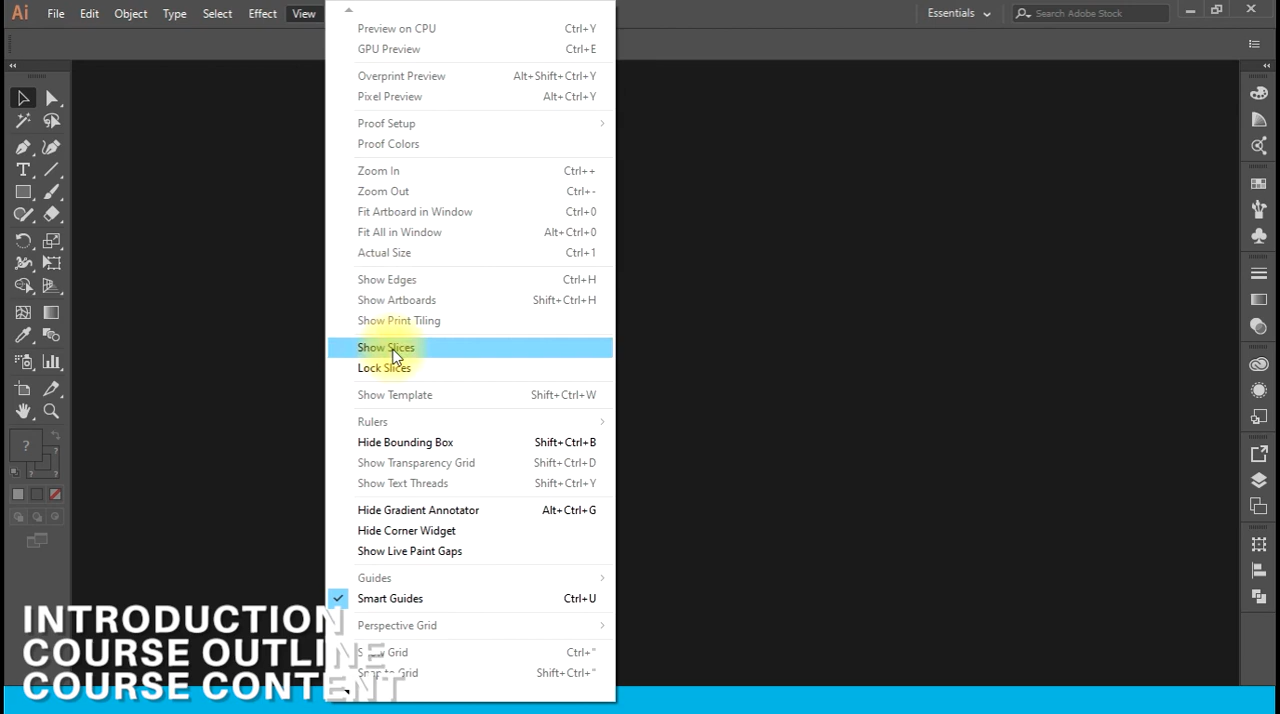 Ai File Edit Object Type Select Effect View Essentials Search Adobe Stock
Preview on CPU Ctrl+Y
GPU Preview Ctrl+E
Overprint Preview Alt+Shift+Ctrl+Y
Pixel Preview Alt+Ctrl+Y
Proof Setup
Proof Colors
Zoom In Ctrl++
Zoom Out Ctrl+-
Fit Artboard in Window Ctrl+0
Fit All in Window Alt+Ctrl+0
Actual Size Ctrl+1
Show Edges Ctrl+H
Show Artboards Shift+Ctrl+H
Show Print Tiling
Show Slices
Lock Slices
Show Template Shift+Ctrl+W
Rulers
Hide Bounding Box Shift+Ctrl+B
Show Transparency Grid Shift+Ctrl+D
Show Text Threads Shift+Ctrl+Y
Hide Gradient Annotator Alt+Ctrl+G
Hide Corner Widget
Show Live Paint Gaps
Guides
Smart Guides Ctrl+U
Perspective Grid
Show Grid Ctrl+"
Snap to Grid Shift+Ctrl+"
INTRODUCTION
COURSE OUTLINE
COURSE CONTENT